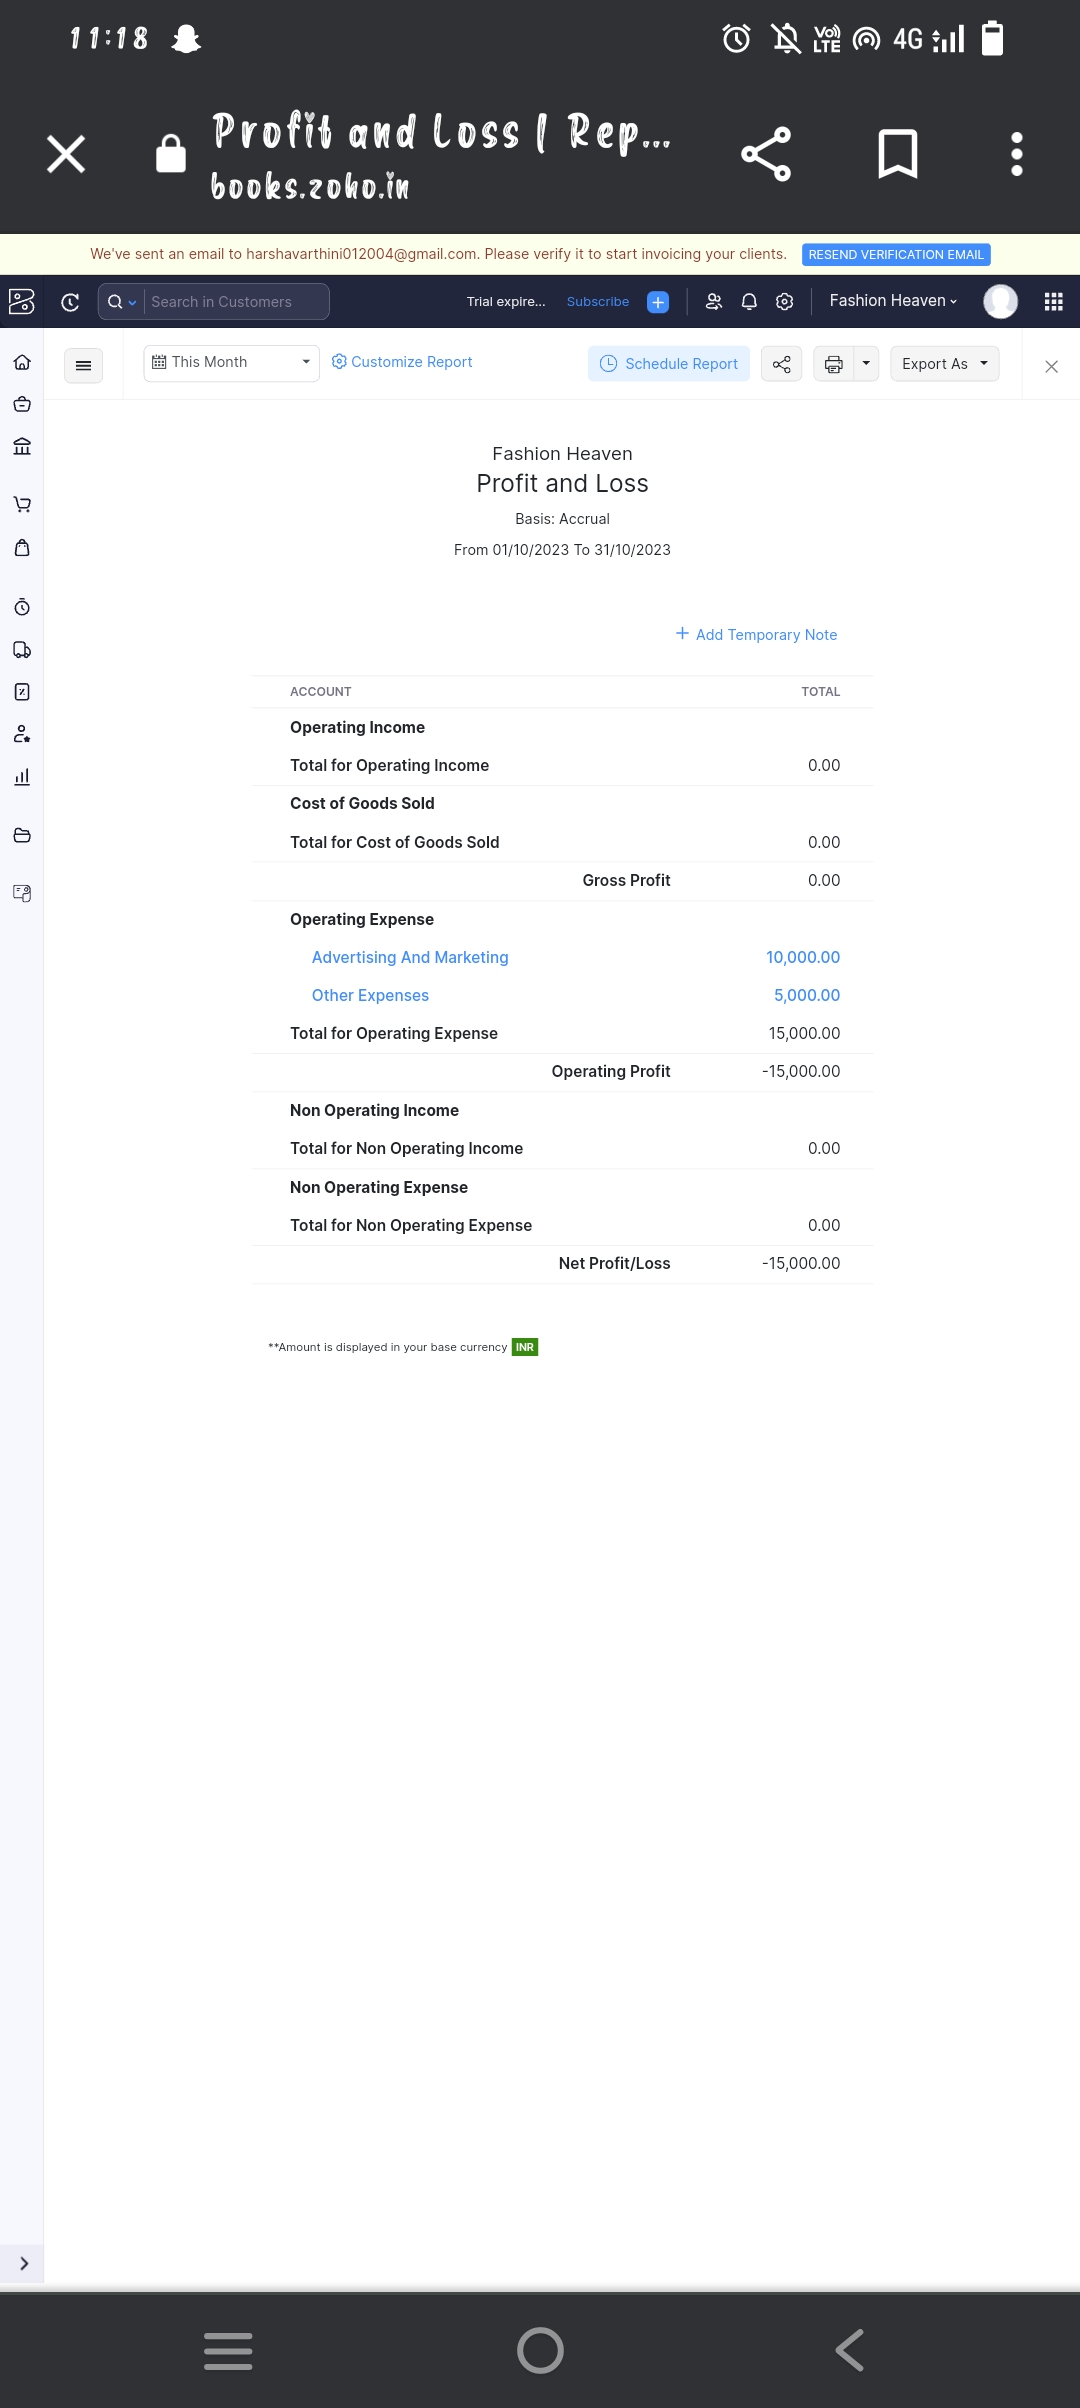 11:18
VoLTE 4G
Profit and Loss | Rep...
books.zoho.in
We've sent an email to harshavarthini012004@gmail.com. Please verify it to start invoicing your clients. RESEND VERIFICATION EMAIL
Search in Customers Trial expire... Subscribe Fashion Heaven
This Month Customize Report Schedule Report Export As
Fashion Heaven
Profit and Loss
Basis: Accrual
From 01/10/2023 To 31/10/2023
+ Add Temporary Note
ACCOUNT TOTAL
Operating Income
Total for Operating Income 0.00
Cost of Goods Sold
Total for Cost of Goods Sold 0.00
Gross Profit 0.00
Operating Expense
Advertising And Marketing 10,000.00
Other Expenses 5,000.00
Total for Operating Expense 15,000.00
Operating Profit -15,000.00
Non Operating Income
Total for Non Operating Income 0.00
Non Operating Expense
Total for Non Operating Expense 0.00
Net Profit/Loss -15,000.00
**Amount is displayed in your base currency INR